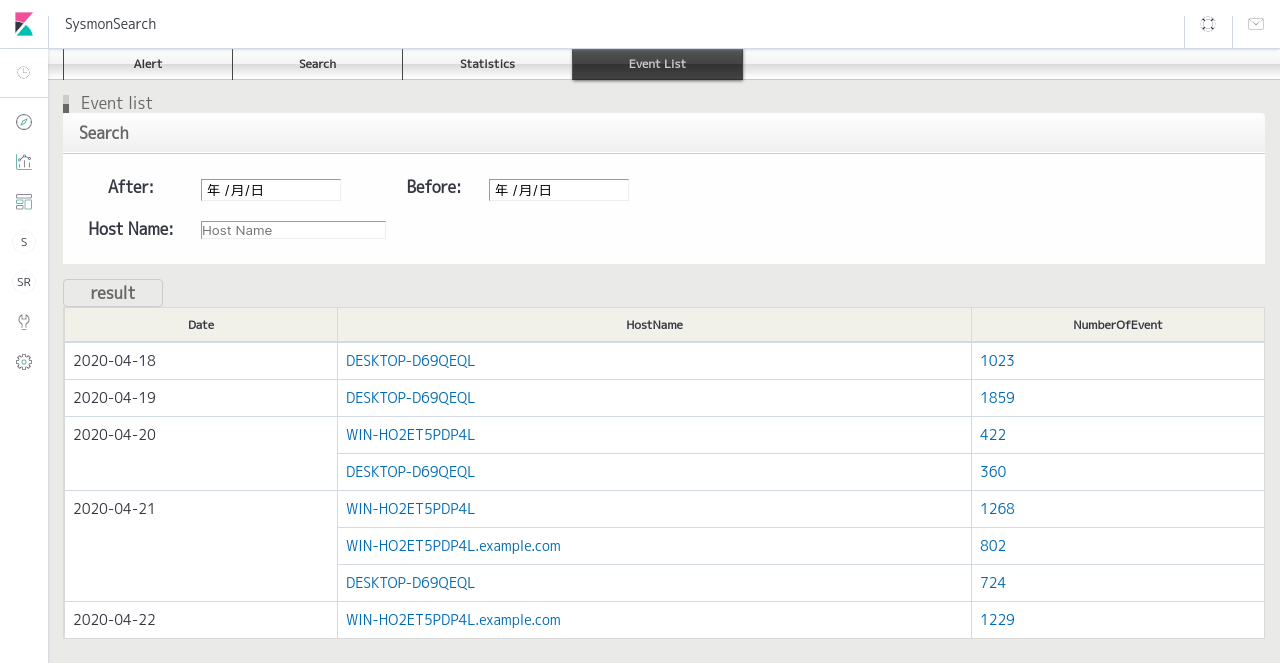 SysmonSearch
Alert Search Statistics Event List
Event list
Search
After: 年 /月/日 Before: 年 /月/日
Host Name: Host Name
S
SR
result
Date HostName NumberOfEvent
2020-04-18 DESKTOP-D69QEQL 1023
2020-04-19 DESKTOP-D69QEQL 1859
2020-04-20 WIN-HO2ET5PDP4L 422
DESKTOP-D69QEQL 360
2020-04-21 WIN-HO2ET5PDP4L 1268
WIN-HO2ET5PDP4L.example.com 802
DESKTOP-D69QEQL 724
2020-04-22 WIN-HO2ET5PDP4L.example.com 1229